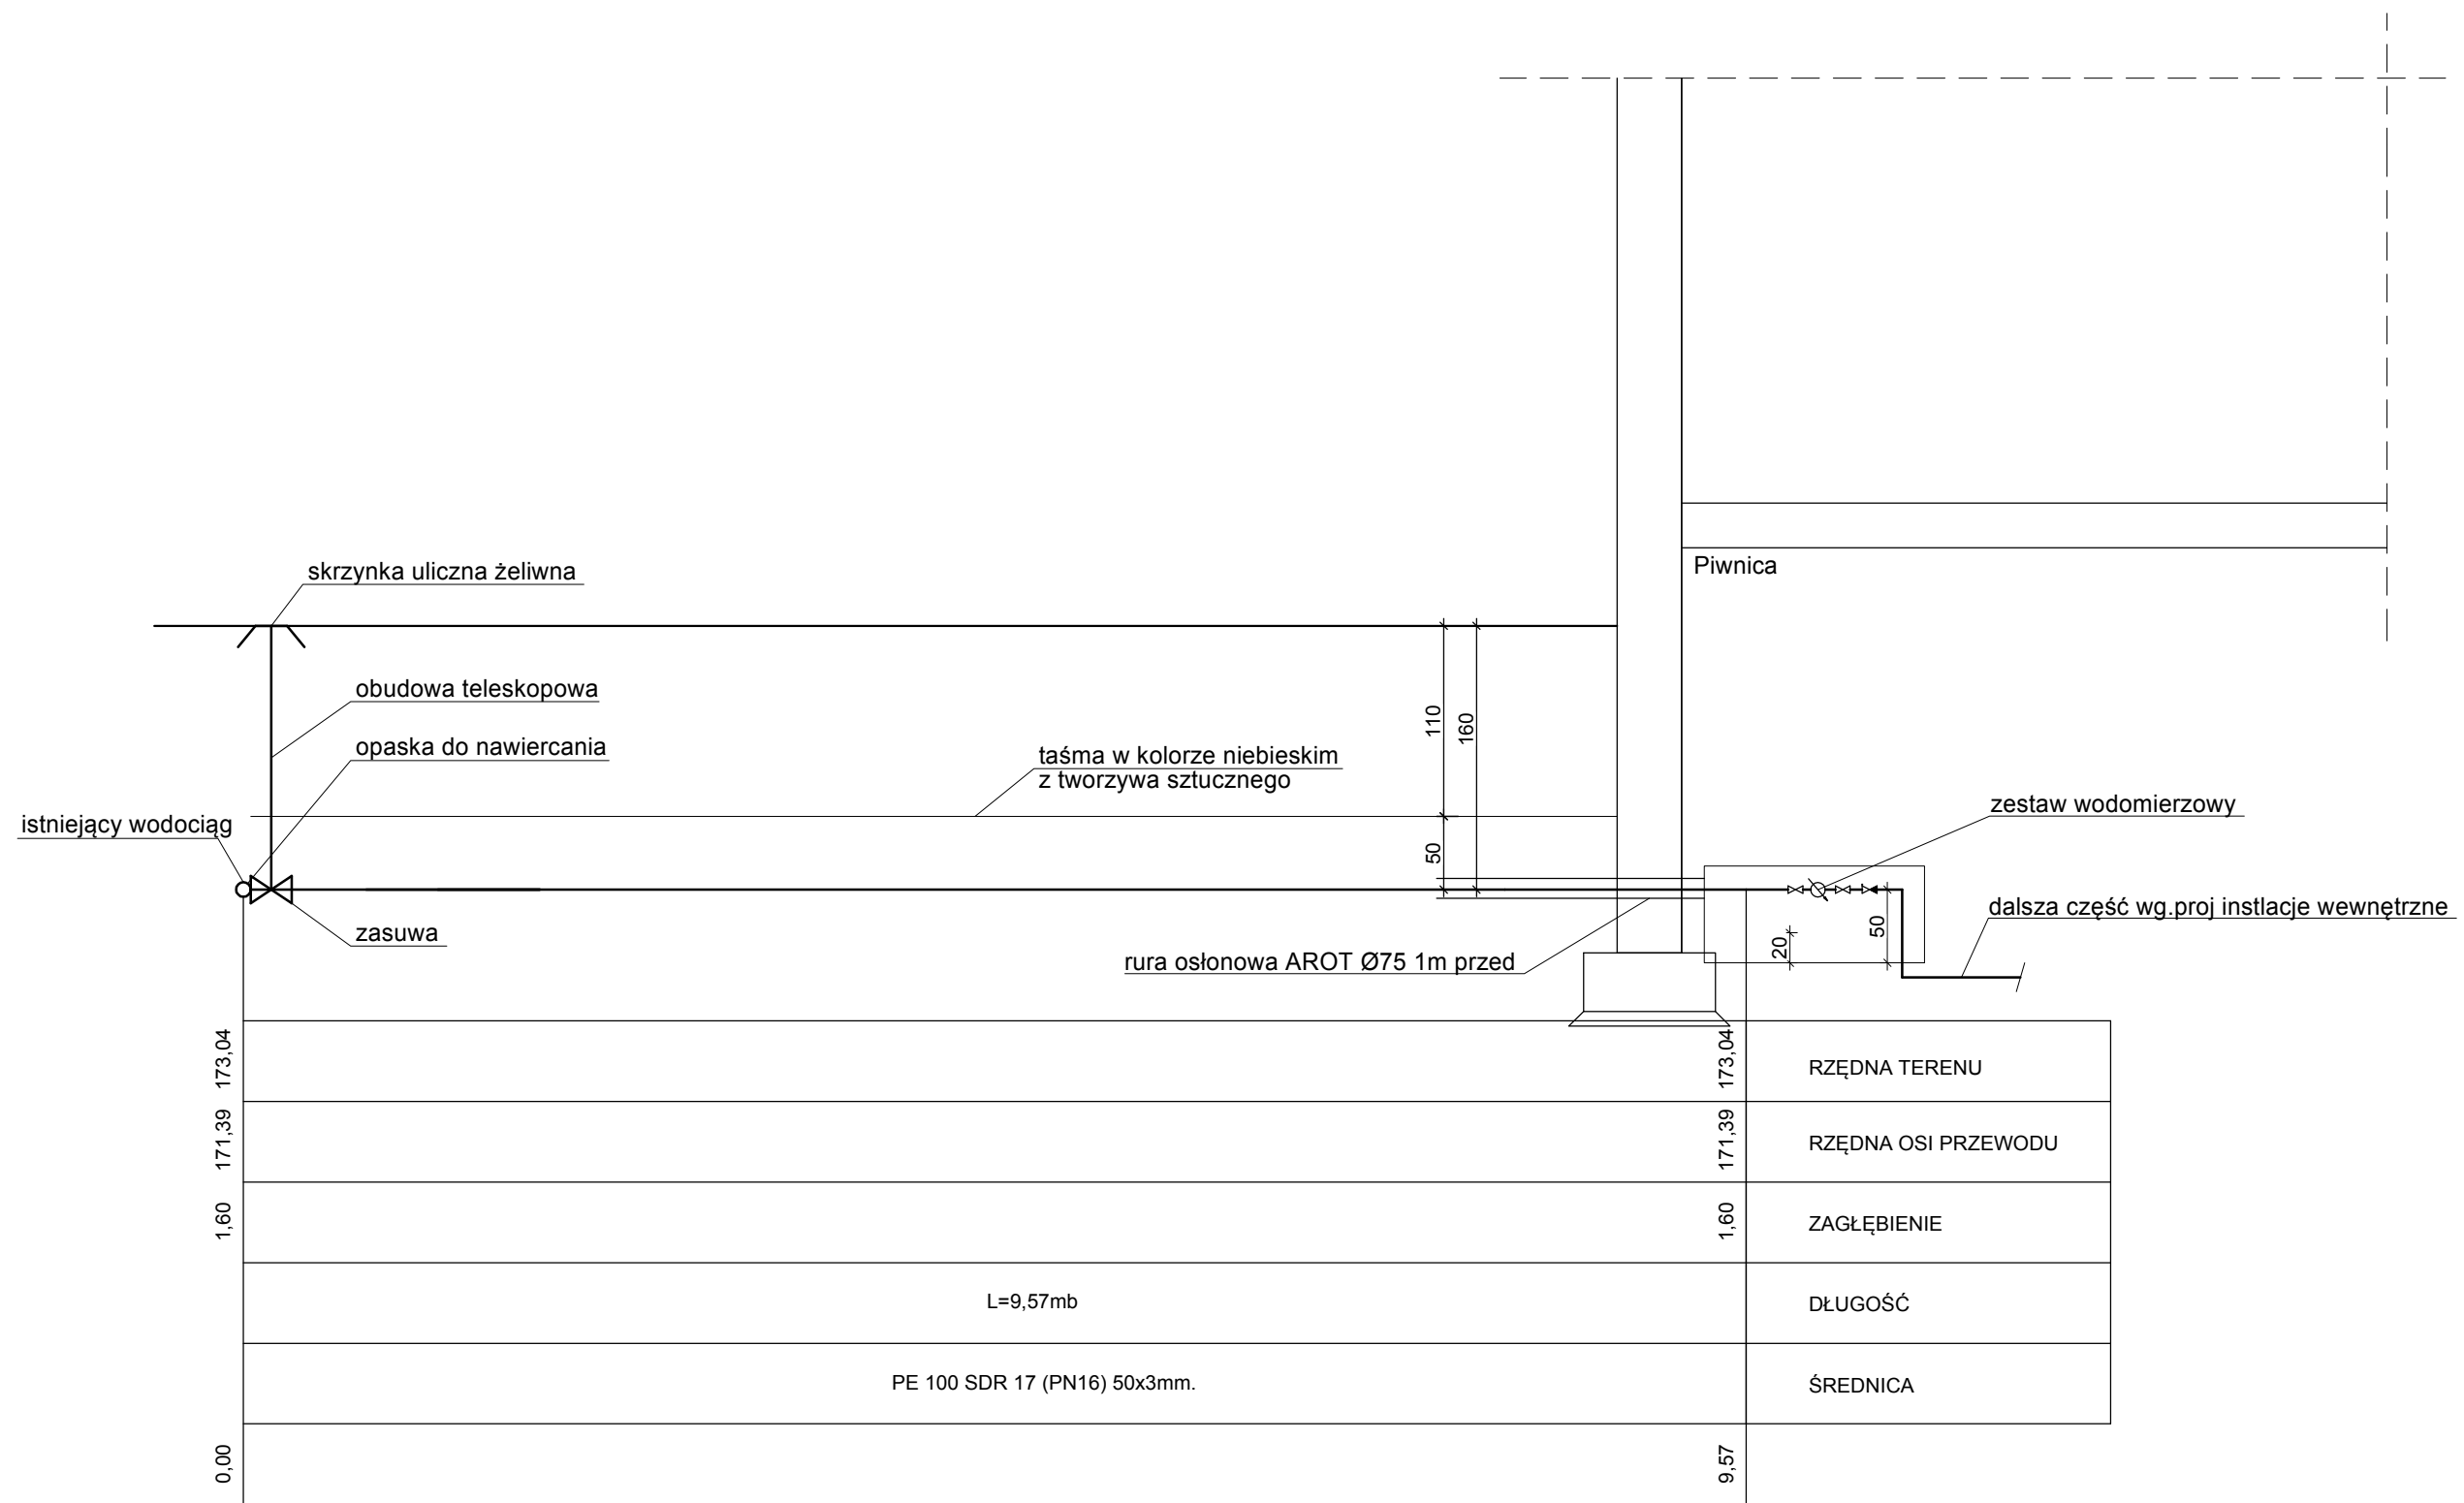 skrzynka uliczna żeliwna
Piwnica
obudowa teleskopowa
opaska do nawiercania
110
160
taśma w kolorze niebieskim
z tworzywa sztucznego
istniejący wodociąg
zestaw wodomierzowy
50
zasuwa
rura osłonowa AROT Ø75 1m przed
20
50
dalsza część wg.proj instlacje wewnętrzne
173,04
173,04
RZĘDNA TERENU
171,39
171,39
RZĘDNA OSI PRZEWODU
1,60
1,60
ZAGŁĘBIENIE
L=9,57mb
DŁUGOŚĆ
PE 100 SDR 17 (PN16) 50x3mm.
ŚREDNICA
0,00
9,57